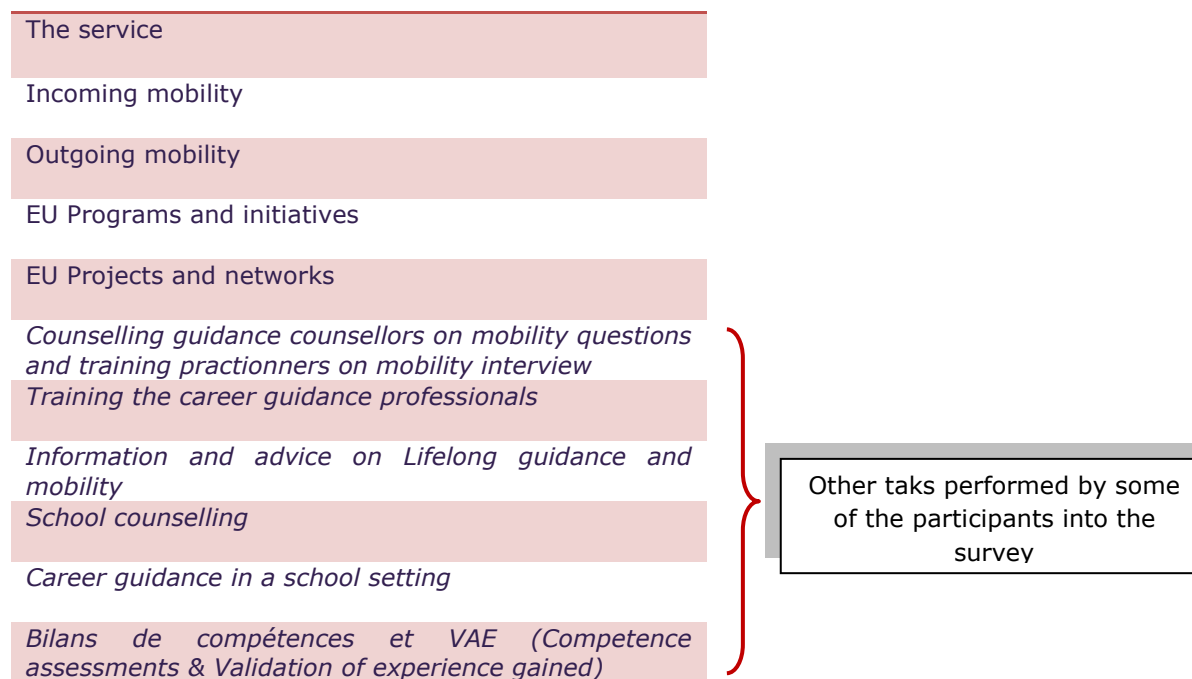 The service
Incoming mobility
Outgoing mobility
EU Programs and initiatives
EU Projects and networks
Counselling guidance counsellors on mobility questions
and training practionners on mobility interview
Training the career guidance professionals
Information and advice on Lifelong guidance and
mobility
School counselling
Career guidance in a school setting
Bilans de compétences et VAE (Competence
assessments & Validation of experience gained)
Other taks performed by some
of the participants into the
survey